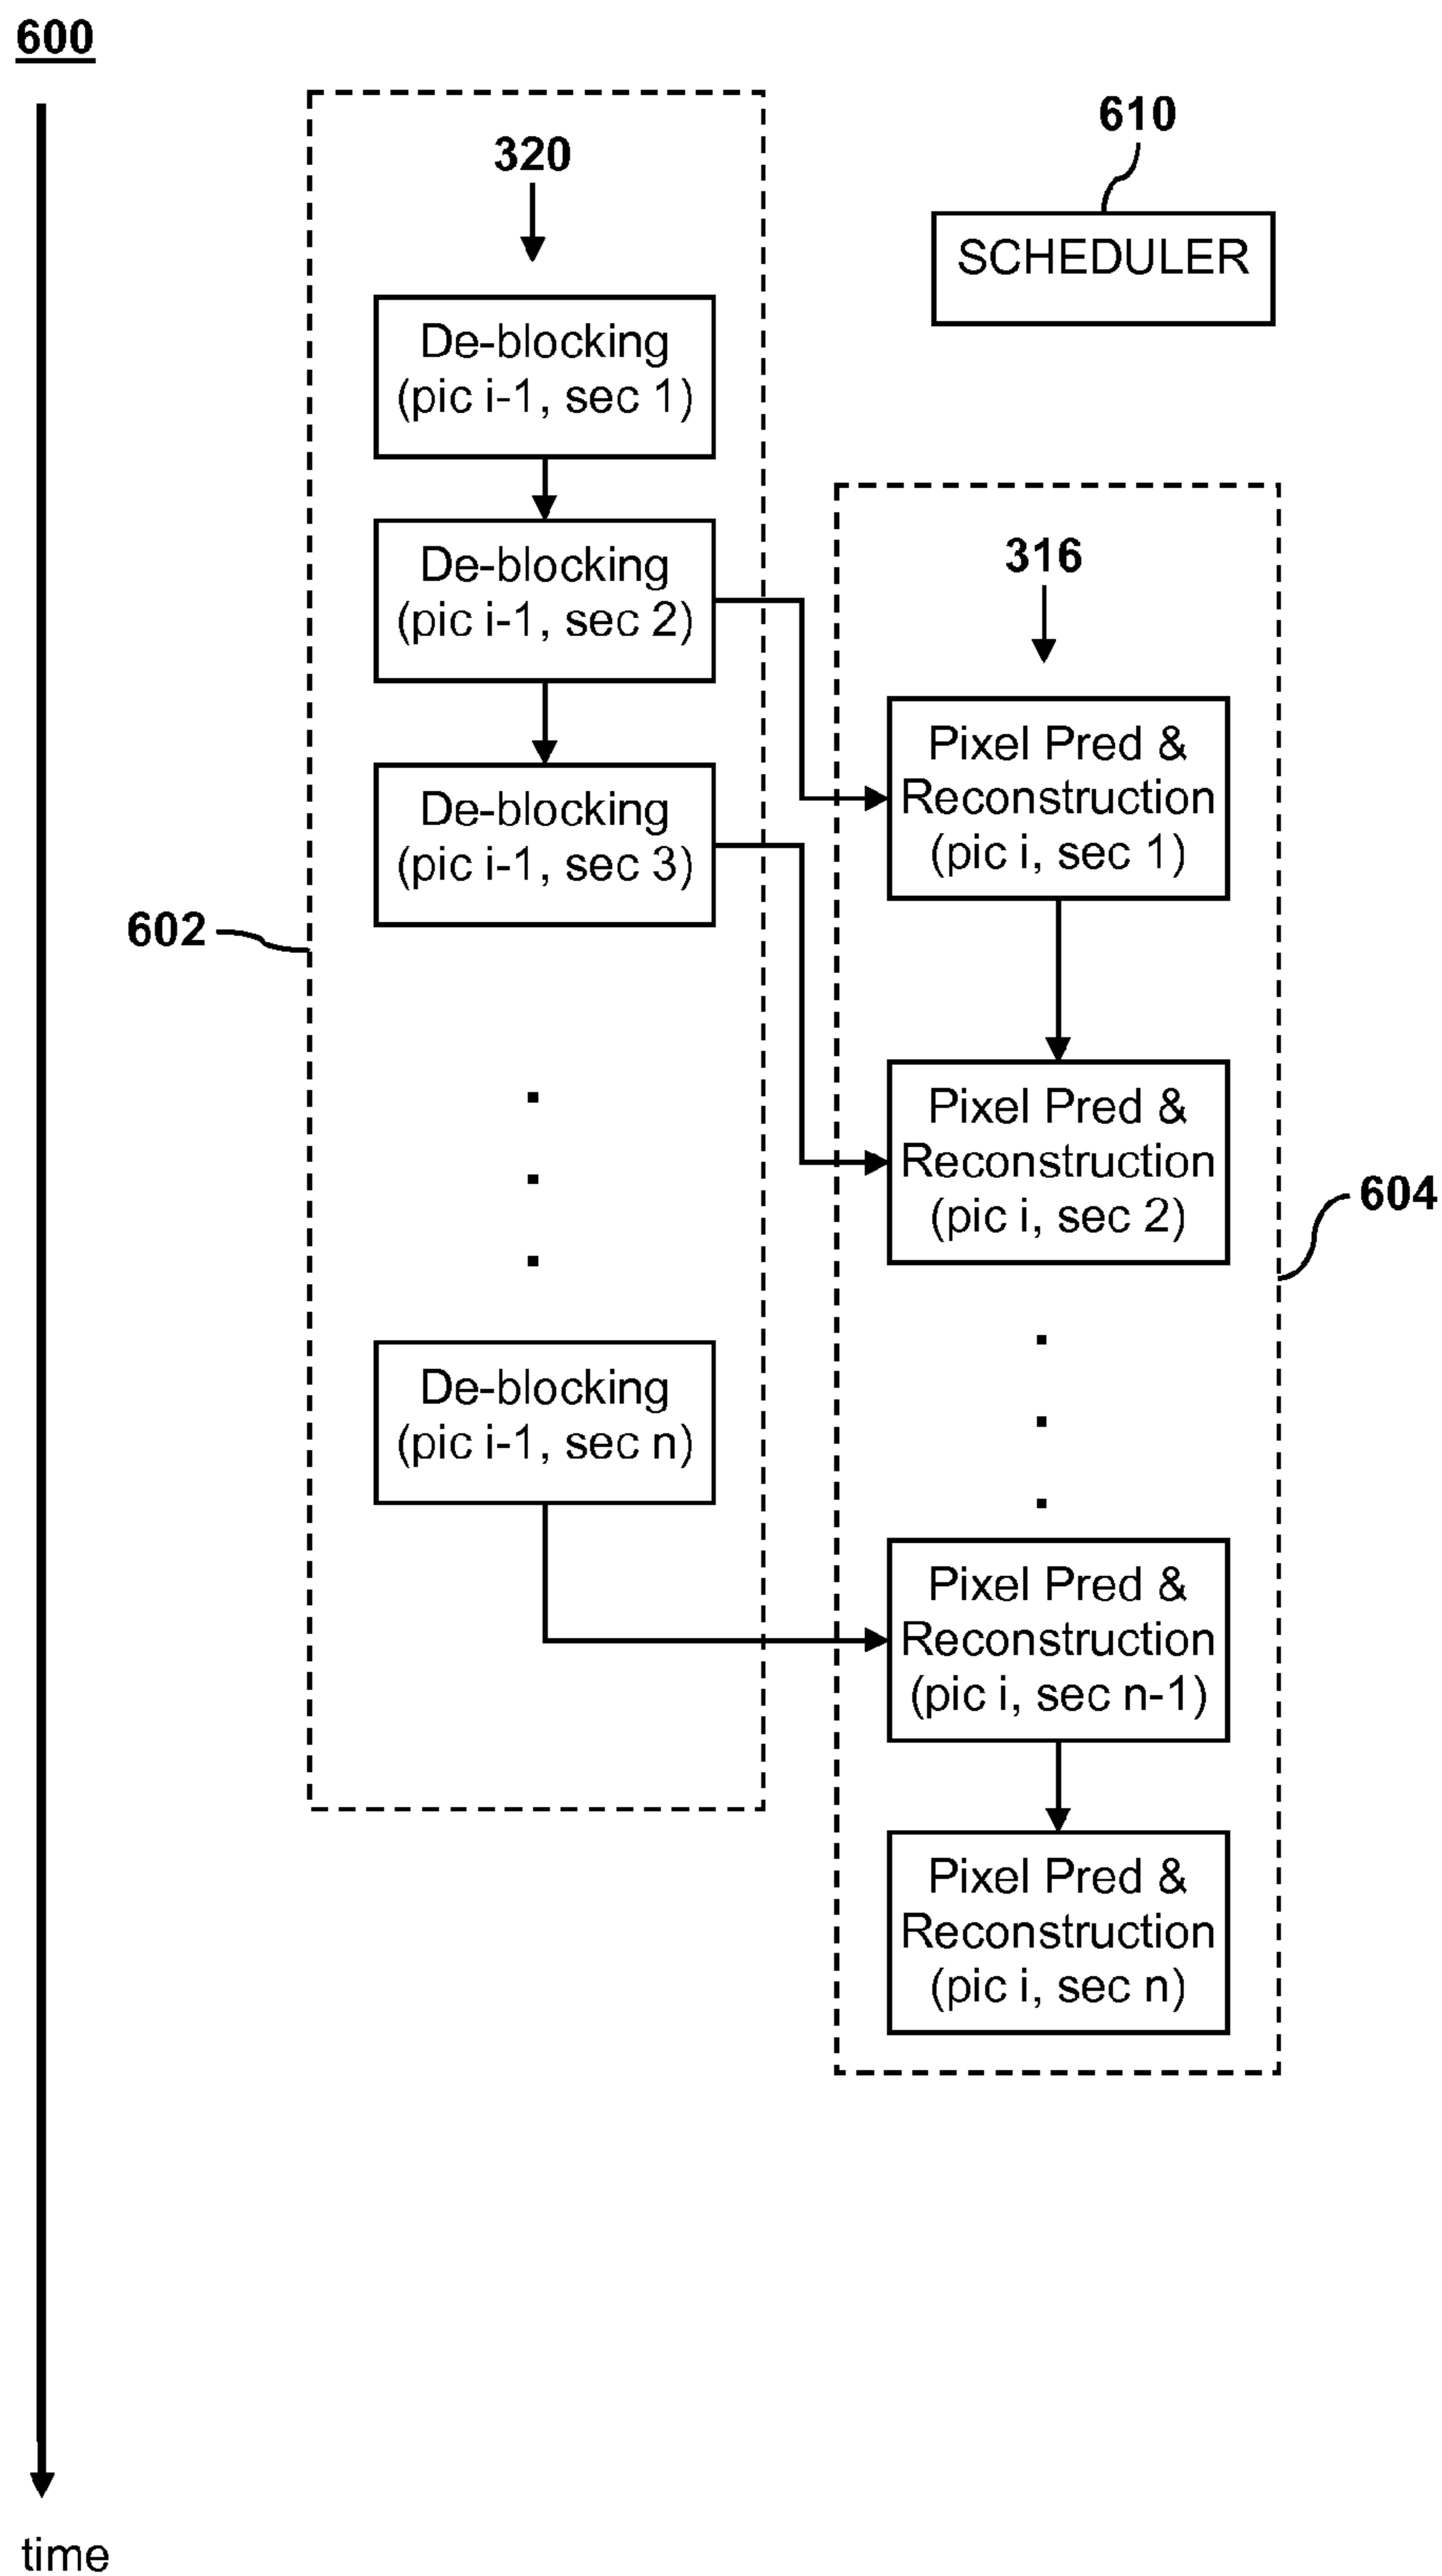 600
320
610
SCHEDULER
De-blocking
(pic i-1, sec 1)
De-blocking
(pic i-1, sec 2)
316
Pixel Pred &
Reconstruction
(pic i, sec 1)
De-blocking
(pic i-1, sec 3)
602
Pixel Pred &
Reconstruction
(pic i, sec 2)
604
De-blocking
(pic i-1, sec n)
Pixel Pred &
Reconstruction
(pic i, sec n-1)
Pixel Pred &
Reconstruction
(pic i, sec n)
time